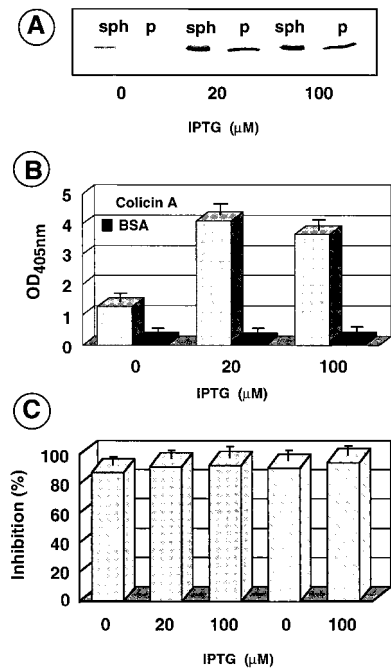 A
sph p sph p sph p
0 20 100
IPTG (μM)
B
5
4
3
2
1
0
OD405nm
Colicin A
BSA
0 20 100
IPTG (μM)
C
100
80
60
40
20
0
Inhibition (%)
0 20 100 0 100
IPTG (μM)